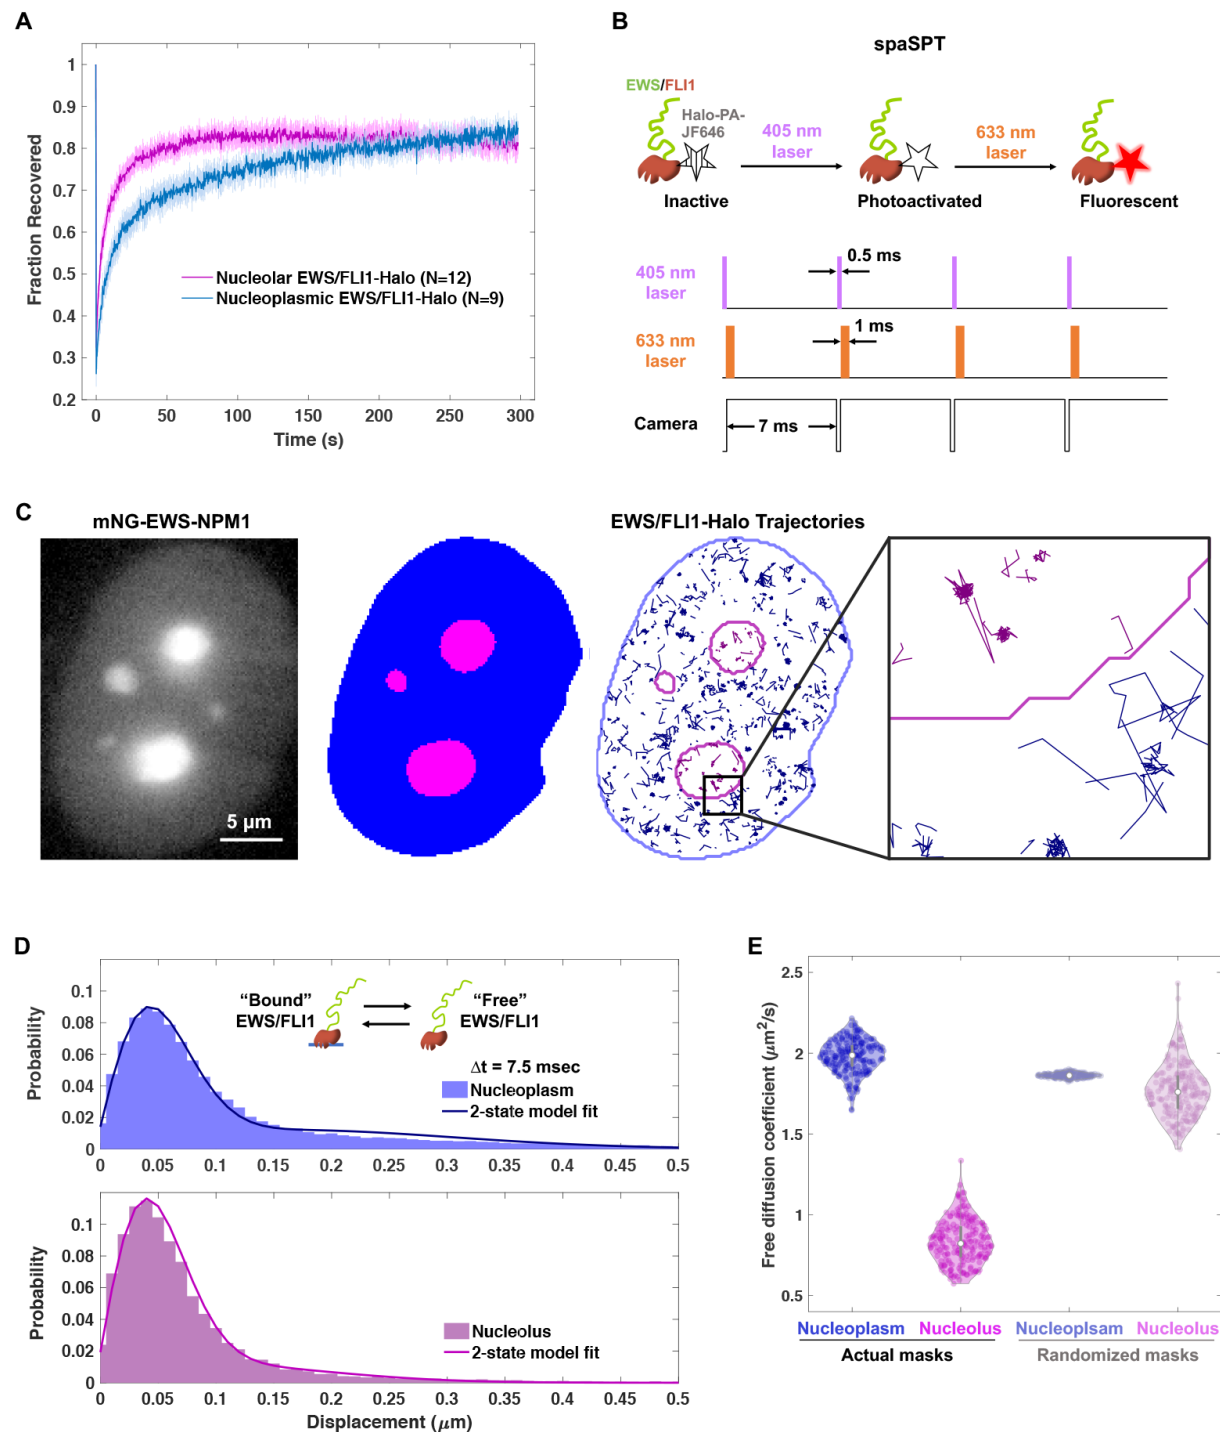 A
1
0.9
0.8
0.7
0.6
0.5
0.4
0.3
0.2
Fraction Recovered
Nucleolar EWS/FLI1-Halo (N=12)
Nucleoplasmic EWS/FLI1-Halo (N=9)
0 50 100 150 200 250 300
Time (s)
B
spaSPT
EWS/FLI1
Halo-PA-
JF646
405 nm
laser
633 nm
laser
Inactive
Photoactivated
Fluorescent
405 nm
laser
0.5 ms
633 nm
laser
1 ms
Camera
7 ms
C
mNG-EWS-NPM1
5 µm
EWS/FLI1-Halo Trajectories
D
0.1
0.08
0.06
0.04
0.02
0
Probability
"Bound"
EWS/FLI1
"Free"
EWS/FLI1
Δt = 7.5 msec
Nucleoplasm
2-state model fit
0 0.05 0.1 0.15 0.2 0.25 0.3 0.35 0.4 0.45 0.5
0.1
0.08
0.06
0.04
0.02
0
Probability
Nucleolus
2-state model fit
0 0.05 0.1 0.15 0.2 0.25 0.3 0.35 0.4 0.45 0.5
Displacement (µm)
E
2.5
2
1.5
1
0.5
Free diffusion coefficient (µm²/s)
Nucleoplasm Nucleolus Nucleoplsam Nucleolus
Actual masks Randomized masks